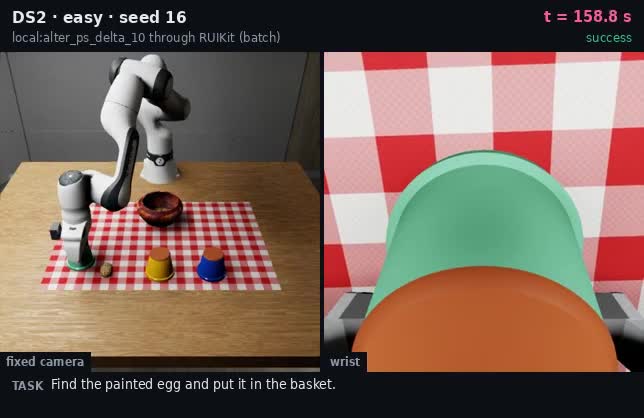 DS2 · easy · seed 16
t = 158.8 s
local:alter_ps_delta_10 through RUIKit (batch)
success
fixed camera
wrist
TASK Find the painted egg and put it in the basket.